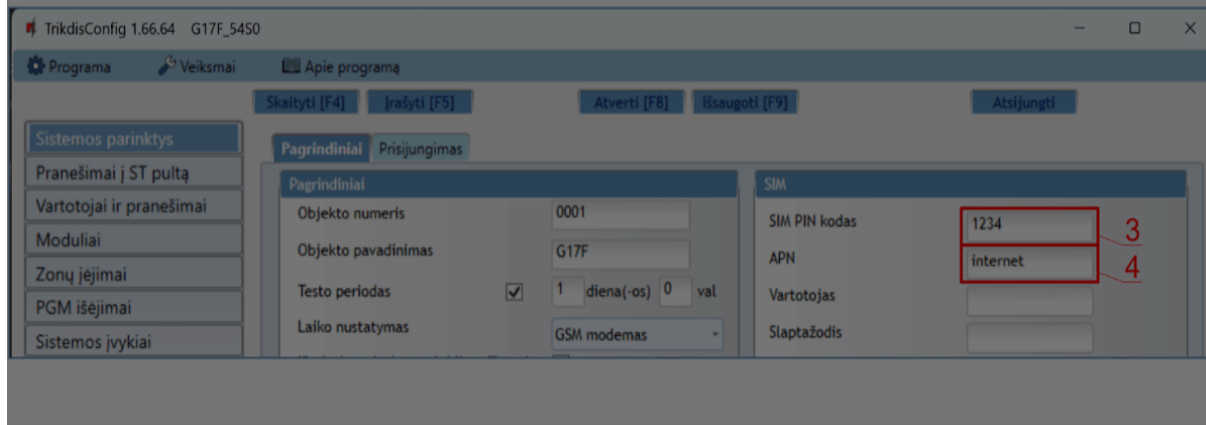 TrikdisConfig 1.66.64 G17F_54S0
Programa Veiksmai Apie programą
Skaityti [F4] Įrašyti [F5] Atverti [F8] Išsaugoti [F9] Atsijungti
Sistemos parinktys
Pranešimai į ST pultą
Vartotojai ir pranešimai
Moduliai
Zonų įėjimai
PGM išėjimai
Sistemos įvykiai
Pagrindiniai Prisijungimas
Pagrindiniai
Objekto numeris 0001
Objekto pavadinimas G17F
Testo periodas 1 diena(-os) 0 val
Laiko nustatymas GSM modemas
SIM
SIM PIN kodas 1234 3
APN internet 4
Vartotojas
Slaptažodis